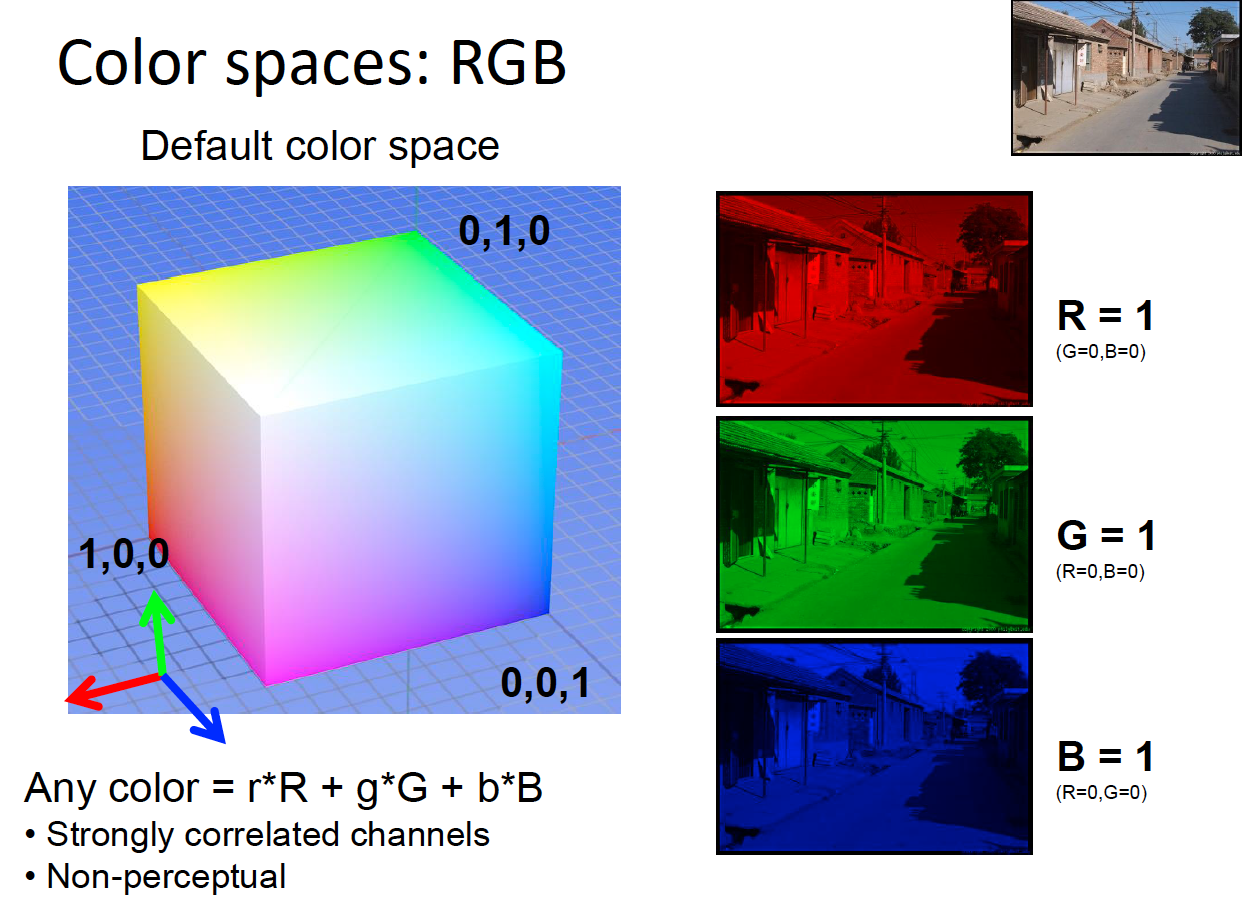 Color spaces: RGB
Default color space
0,1,0
1,0,0
0,0,1
Any color = r*R + g*G + b*B
• Strongly correlated channels
• Non-perceptual
R = 1
(G=0,B=0)
G = 1
(R=0,B=0)
B = 1
(R=0,G=0)